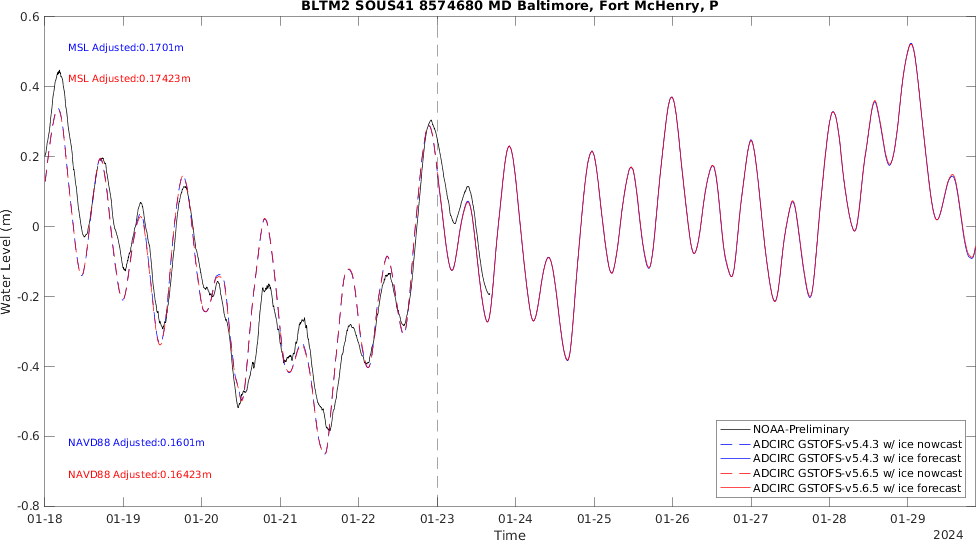 BLTM2 SOUS41 8574680 MD Baltimore, Fort McHenry, P
0.6
MSL Adjusted:0.1701m
MSL Adjusted:0.17423m
0.4
0.2
0
-0.2
-0.4
-0.6
-0.8
Water Level (m)
NAVD88 Adjusted:0.1601m
NAVD88 Adjusted:0.16423m
NOAA-Preliminary
ADCIRC GSTOFS-v5.4.3 w/ ice nowcast
ADCIRC GSTOFS-v5.4.3 w/ ice forecast
ADCIRC GSTOFS-v5.6.5 w/ ice nowcast
ADCIRC GSTOFS-v5.6.5 w/ ice forecast
01-18 01-19 01-20 01-21 01-22 01-23 01-24 01-25 01-26 01-27 01-28 01-29
Time
2024